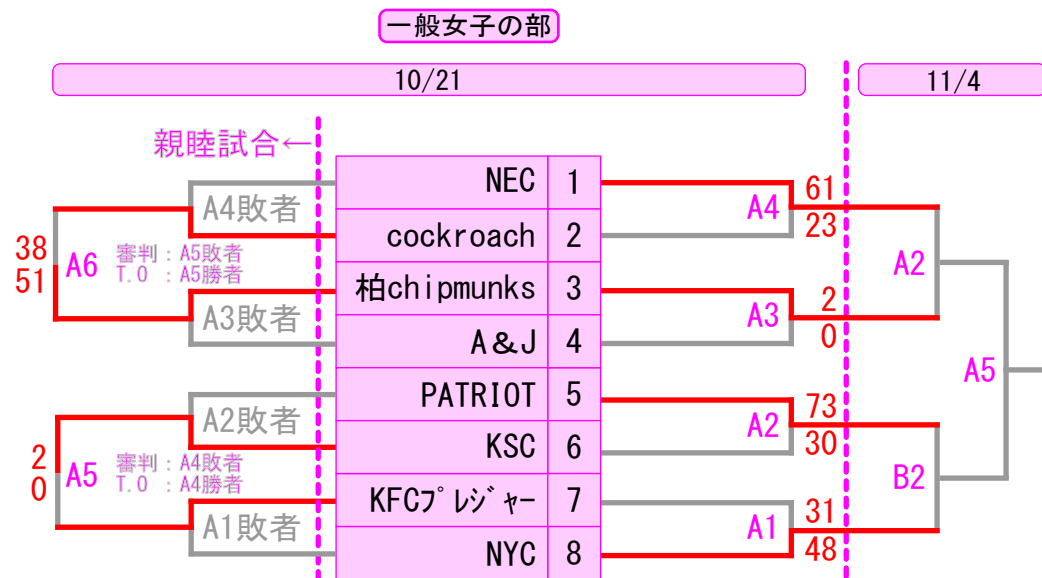 一般女子の部
10/21
11/4
親睦試合←
NEC 1
61
A4敗者
A4
23
cockroach 2
38
51
A6
審判：A5敗者
T.O ：A5勝者
A2
柏chipmunks 3
2
A3敗者
A3
0
A&J 4
A5
PATRIOT 5
73
A2敗者
A2
30
KSC 6
2
0
A5
審判：A4敗者
T.O ：A4勝者
B2
KFCﾌﾟﾚｼﾞｬｰ 7
31
A1敗者
A1
48
NYC 8